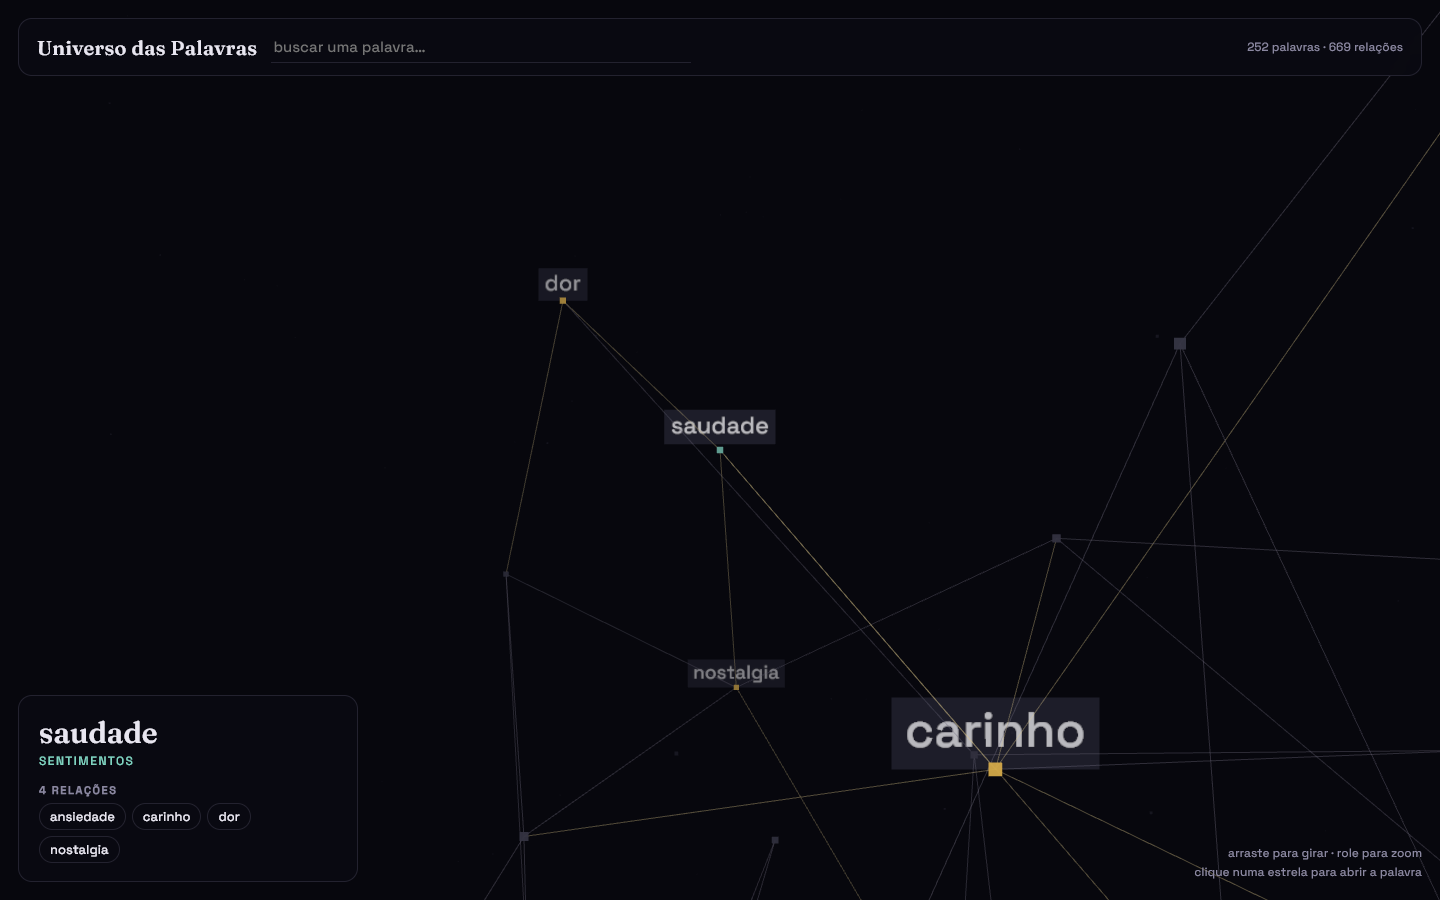 Universo das Palavras
buscar uma palavra...
252 palavras · 669 relações
dor
saudade
nostalgia
carinho
saudade
SENTIMENTOS
4 RELAÇÕES
ansiedade carinho dor
nostalgia
arraste para girar · role para zoom
clique numa estrela para abrir a palavra